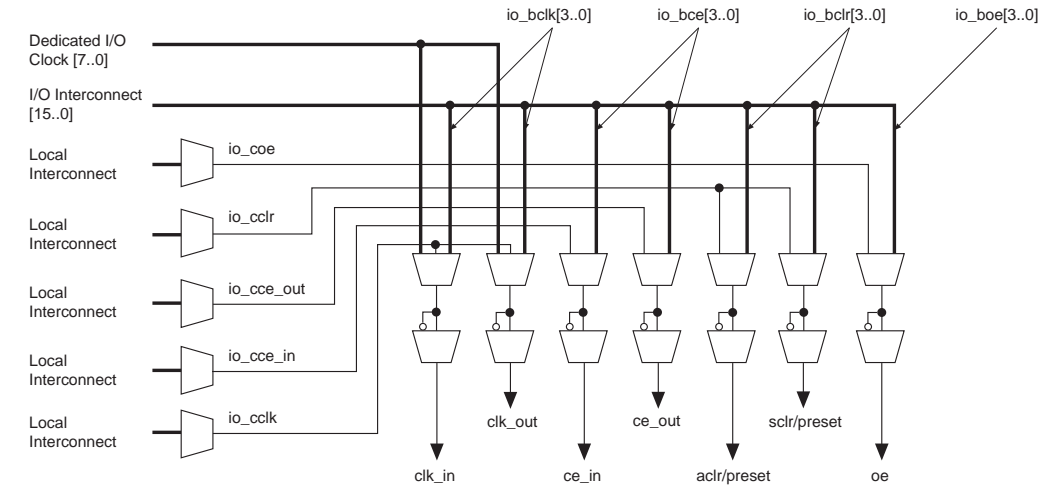 io_bclk[3..0]
io_bce[3..0]
io_bclr[3..0]
io_boe[3..0]
Dedicated I/O
Clock [7..0]
I/O Interconnect
[15..0]
Local
Interconnect
io_coe
Local
Interconnect
io_cclr
Local
Interconnect
io_cce_out
Local
Interconnect
io_cce_in
Local
Interconnect
io_cclk
clk_out
ce_out
sclr/preset
clk_in
ce_in
aclr/preset
oe